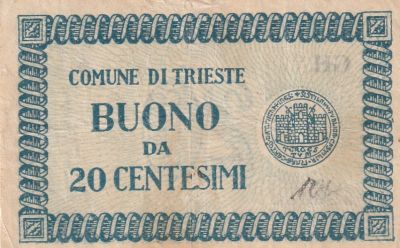 COMUNE DI TRIESTE
BUONO
DA
20 CENTESIMI